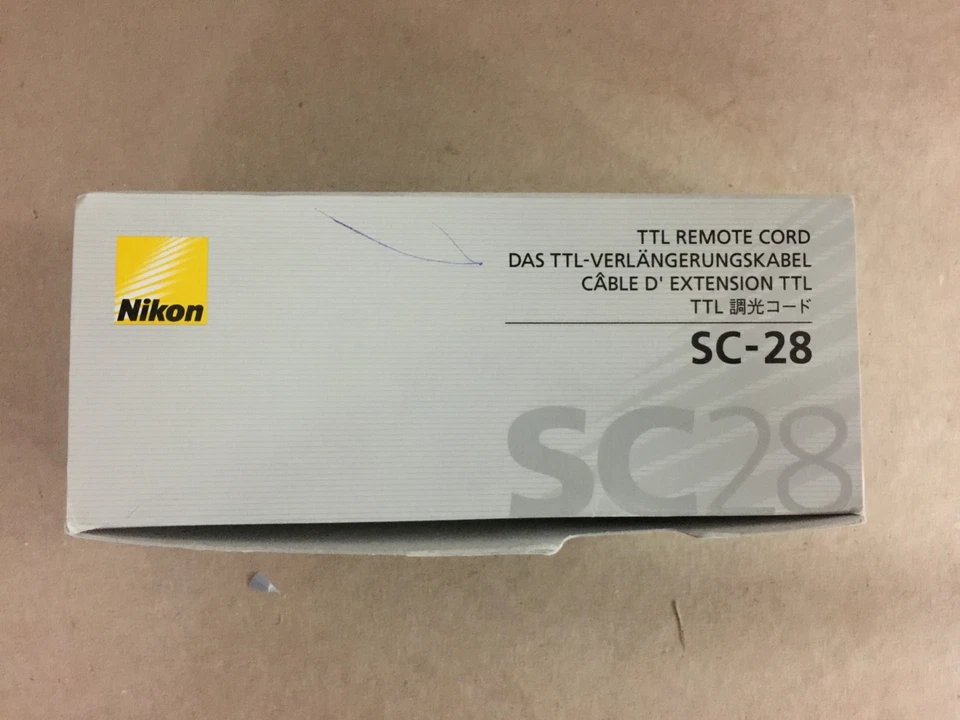 Nikon
TTL REMOTE CORD
DAS TTL-VERLÄNGERUNGSKABEL
CÂBLE D' EXTENSION TTL
TTL 調光コード
SC-28
SC28